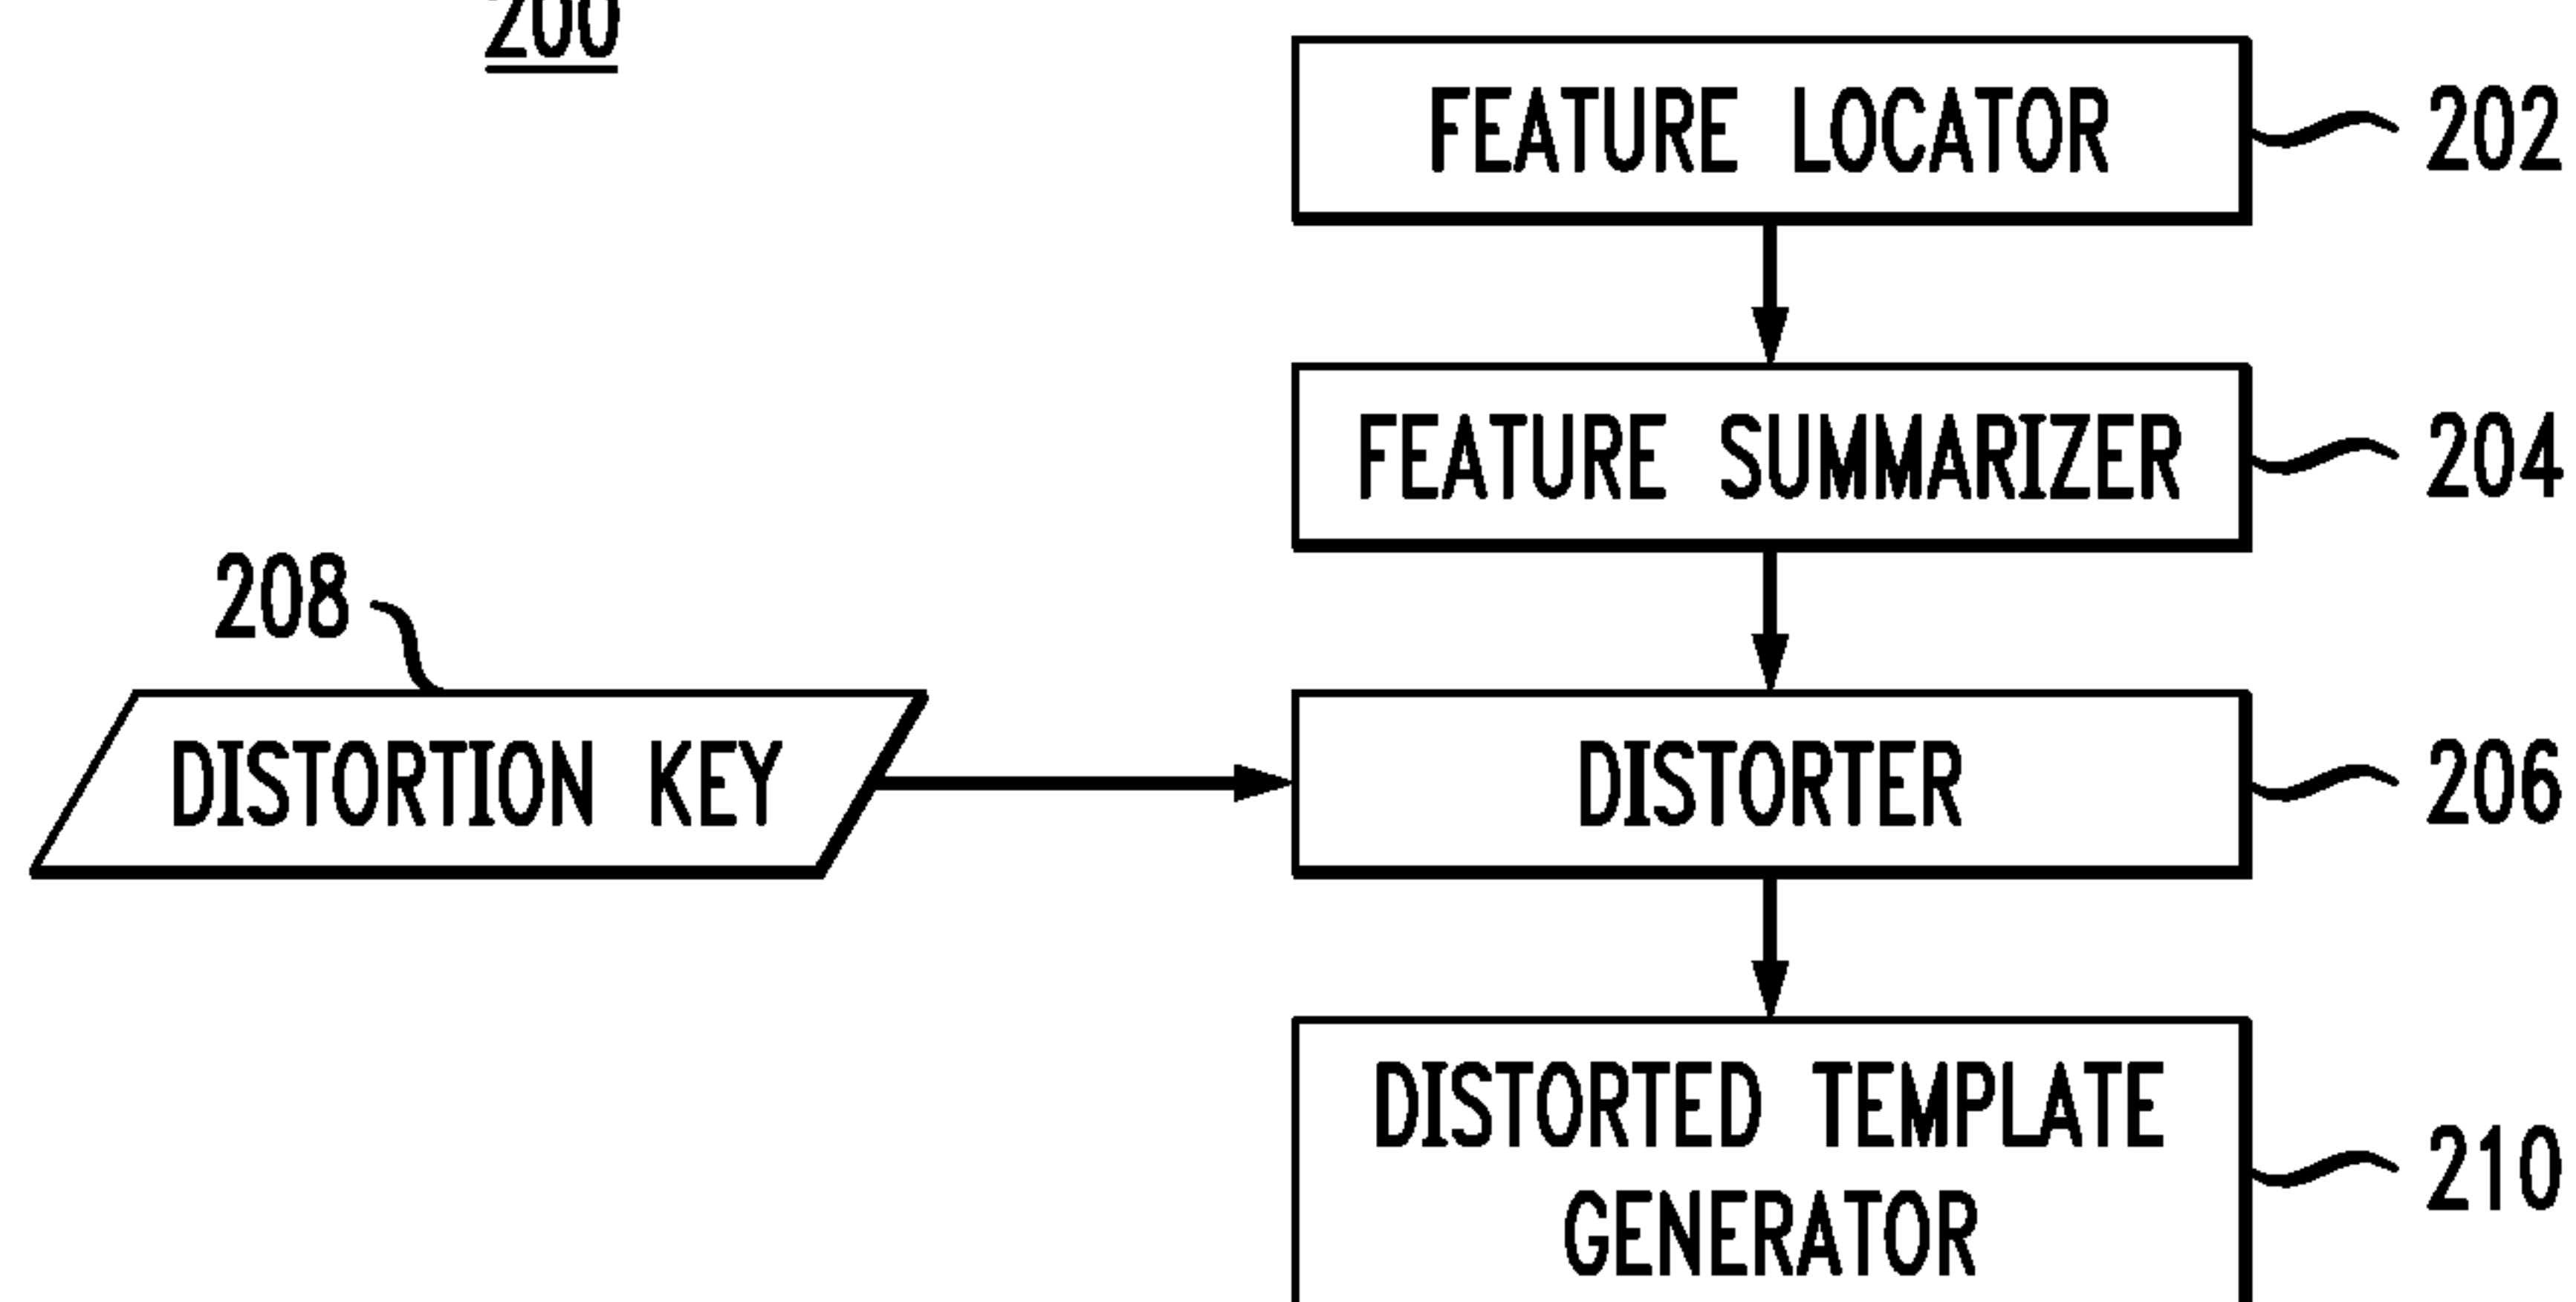 200
FEATURE LOCATOR
202
FEATURE SUMMARIZER
204
208
DISTORTION KEY
DISTORTER
206
DISTORTED TEMPLATE
GENERATOR
210